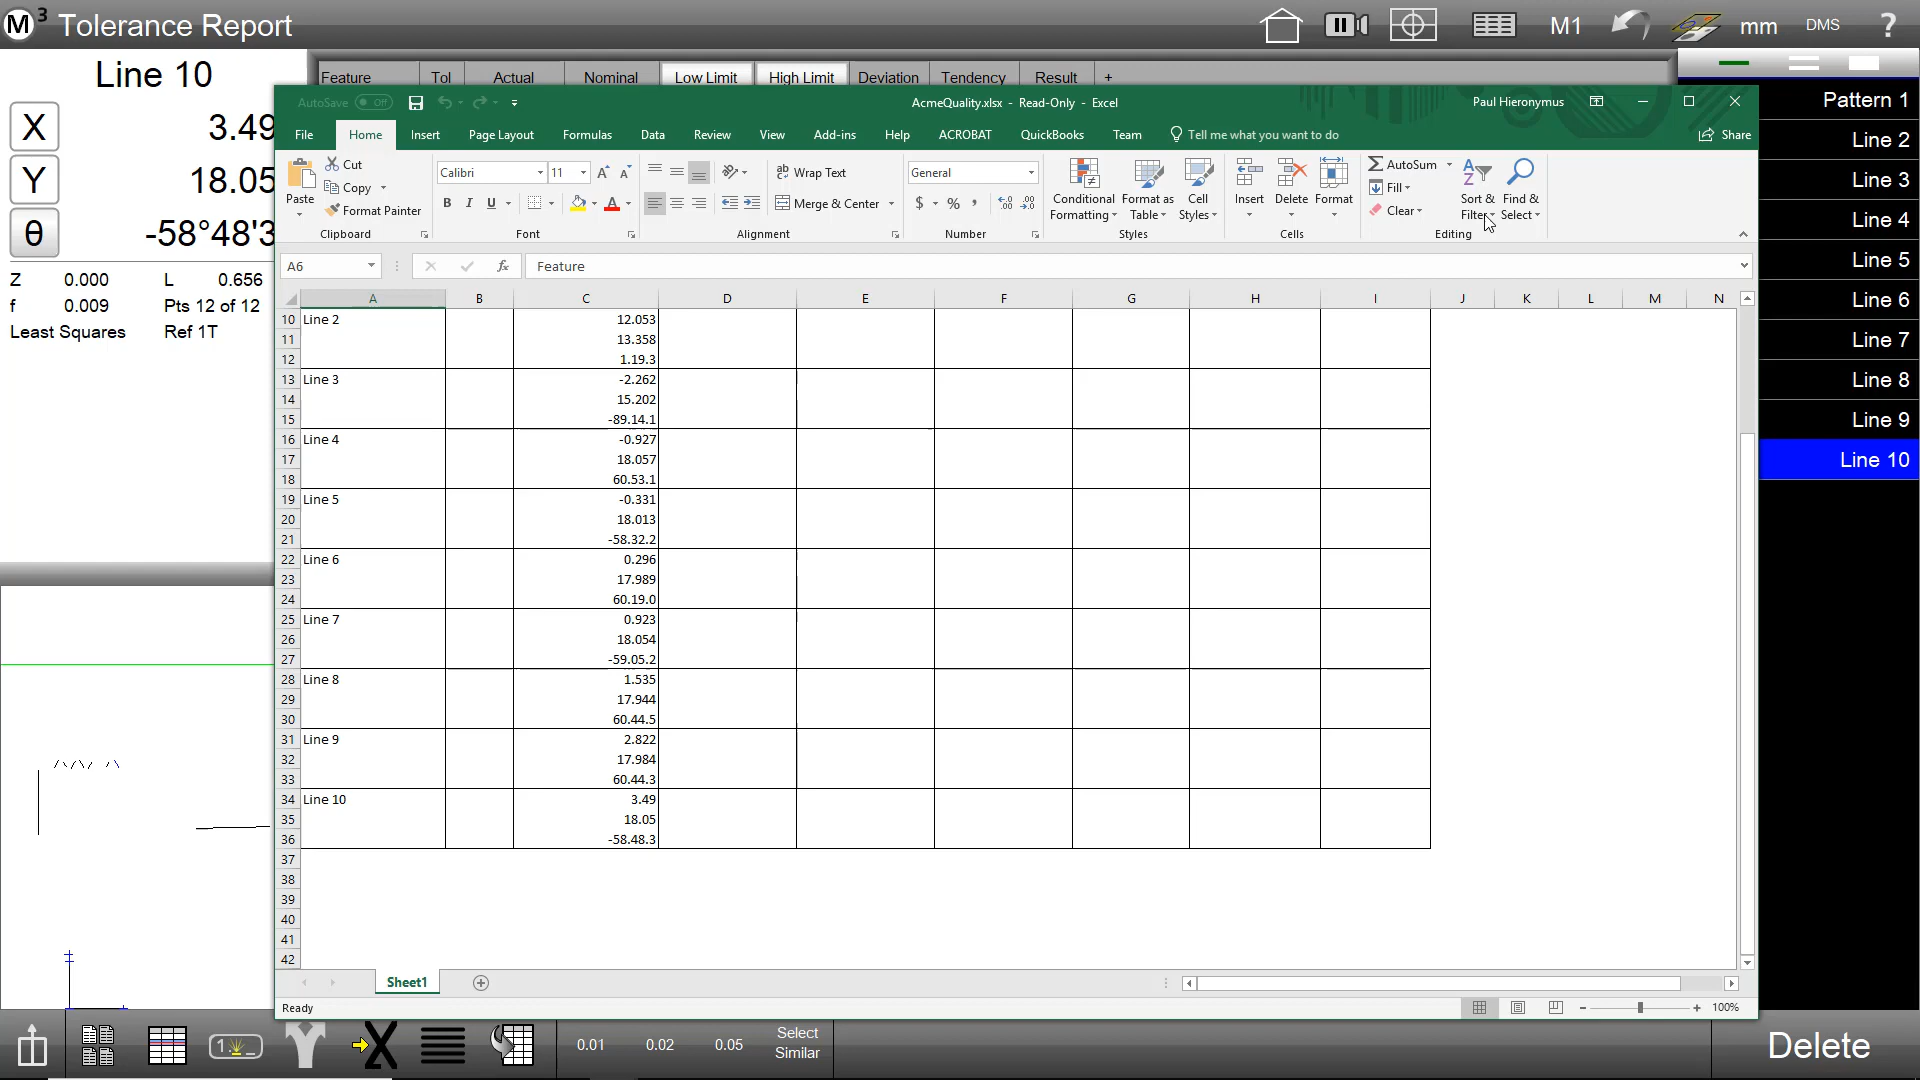 M3 Tolerance Report
M1
mm
DMS
?
Line 10
X 3.49
Y 18.05
θ -58°48'3
Z 0.000 L 0.656
f 0.009 Pts 12 of 12
Least Squares Ref 1T
Feature Tol Actual Nominal Low Limit High Limit Deviation Tendency Result +
AutoSave Off
AcmeQuality.xlsx - Read-Only - Excel
Paul Hieronymus
File Home Insert Page Layout Formulas Data Review View Add-ins Help ACROBAT QuickBooks Team Tell me what you want to do Share
Paste
Cut
Copy
Format Painter
Clipboard
Calibri 11
B I U
Font
Wrap Text
Merge & Center
Alignment
General
$ % ,
Number
Conditional Formatting
Format as Table
Cell Styles
Styles
Insert Delete Format
Cells
AutoSum
Fill
Clear
Sort & Filter
Find & Select
Editing
A6 fx Feature
A B C D E F G H I J K L M N
10 Line 2 12.053
11 13.358
12 1.19.3
13 Line 3 -2.262
14 15.202
15 -89.14.1
16 Line 4 -0.927
17 18.057
18 60.53.1
19 Line 5 -0.331
20 18.013
21 -58.32.2
22 Line 6 0.296
23 17.989
24 60.19.0
25 Line 7 0.923
26 18.054
27 -59.05.2
28 Line 8 1.535
29 17.944
30 60.44.5
31 Line 9 2.822
32 17.984
33 60.44.3
34 Line 10 3.49
35 18.05
36 -58.48.3
37
38
39
40
41
42
Sheet1
Ready
100%
Pattern 1
Line 2
Line 3
Line 4
Line 5
Line 6
Line 7
Line 8
Line 9
Line 10
1
X
0.01 0.02 0.05
Select
Similar
Delete